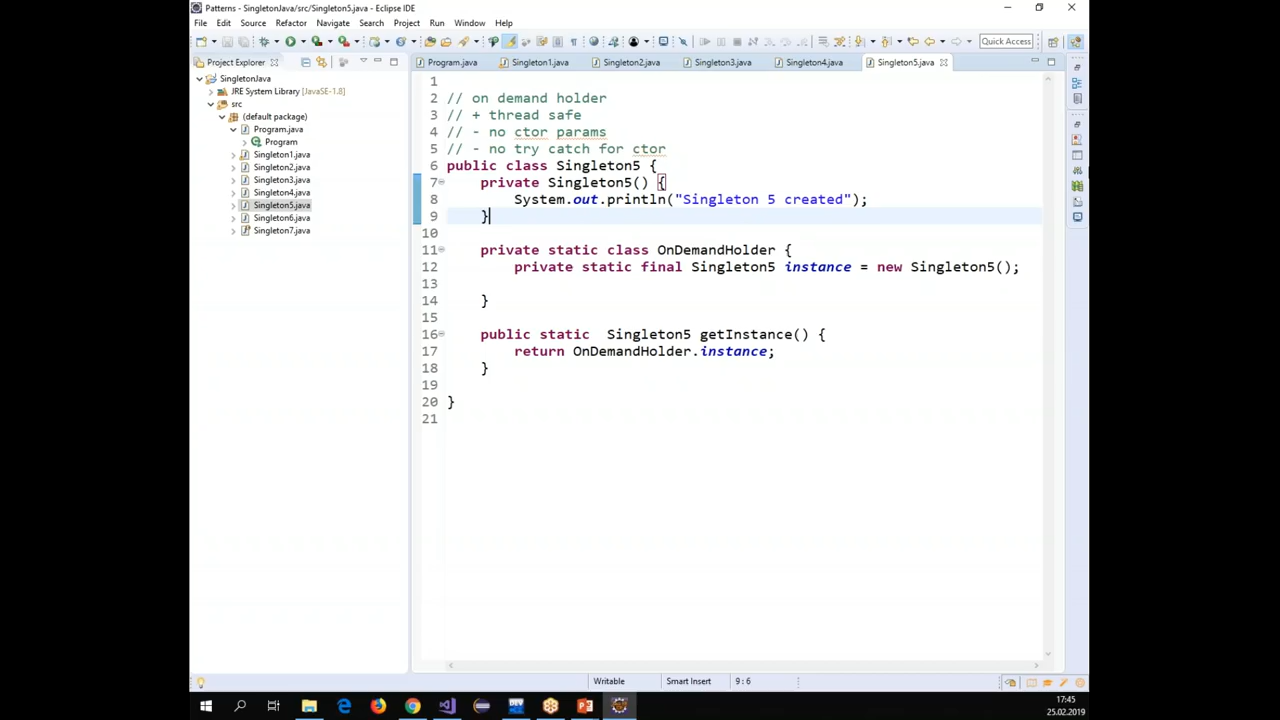 Patterns - SingletonJava/src/Singleton5.java - Eclipse IDE
File Edit Source Refactor Navigate Search Project Run Window Help
Quick Access
Project Explorer
Program.java Singleton1.java Singleton2.java Singleton3.java Singleton4.java Singleton5.java
SingletonJava
JRE System Library [JavaSE-1.8]
src
(default package)
Program.java
Program
Singleton1.java
Singleton2.java
Singleton3.java
Singleton4.java
Singleton5.java
Singleton6.java
Singleton7.java
1
2 // on demand holder
3 // + thread safe
4 // - no ctor params
5 // - no try catch for ctor
6 public class Singleton5 {
7 private Singleton5() {
8 System.out.println("Singleton 5 created");
9 }
10
11 private static class OnDemandHolder {
12 private static final Singleton5 instance = new Singleton5();
13
14 }
15
16 public static Singleton5 getInstance() {
17 return OnDemandHolder.instance;
18 }
19
20 }
21
Writable Smart Insert 9 : 6
DEV
17:45
25.02.2019